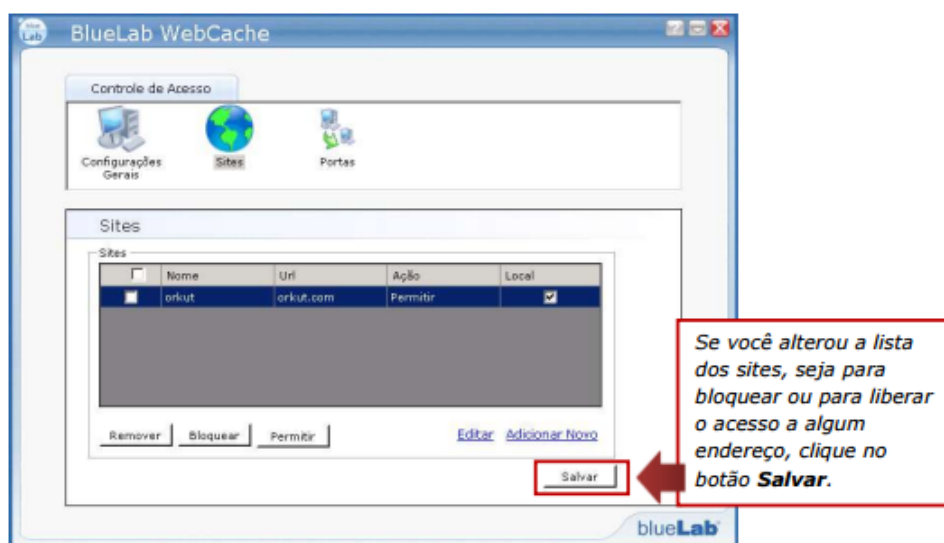 blue
Lab
BlueLab WebCache
Controle de Acesso
Configurações
Gerais
Sites
Portas
Sites
Sites
Nome Url Ação Local
orkut orkut.com Permitir
Remover Bloquear Permitir Editar Adicionar Novo
Salvar
Se você alterou a lista
dos sites, seja para
bloquear ou para liberar
o acesso a algum
endereço, clique no
botão Salvar.
blueLab